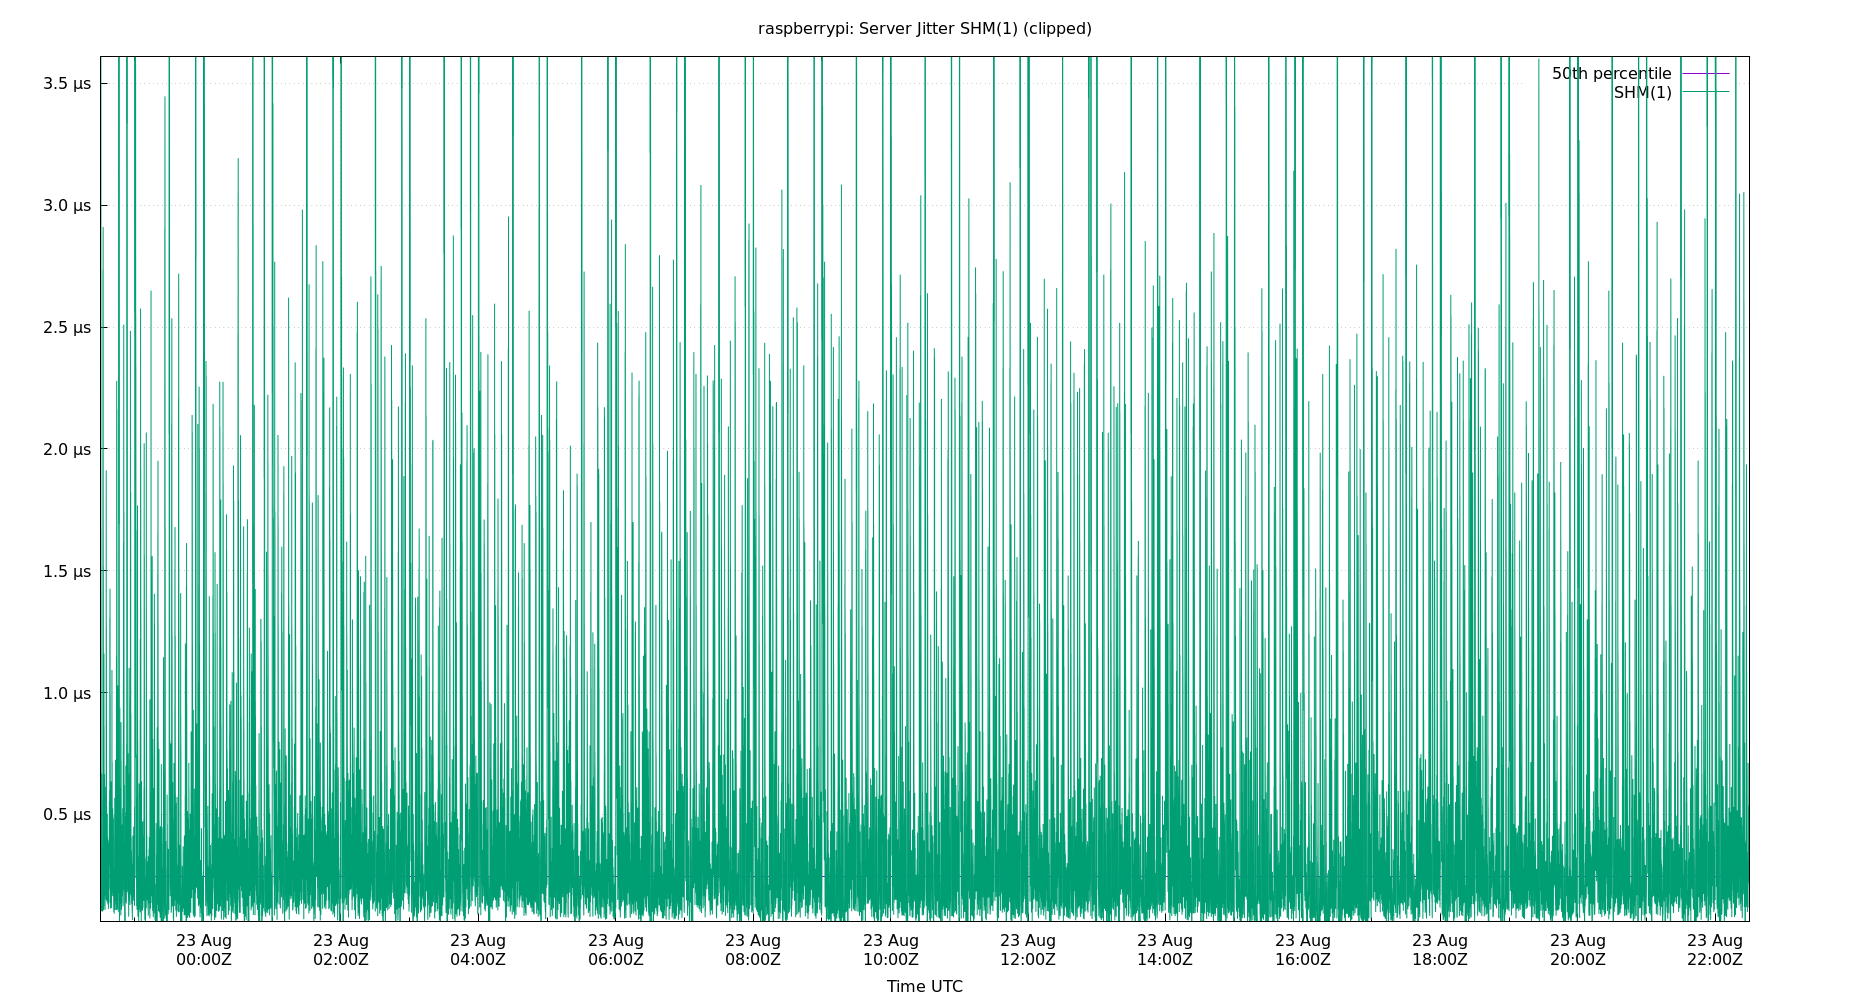 raspberrypi: Server Jitter SHM(1) (clipped)
50th percentile
SHM(1)
3.5 µs
3.0 µs
2.5 µs
2.0 µs
1.5 µs
1.0 µs
0.5 µs
23 Aug 23 Aug 23 Aug 23 Aug 23 Aug 23 Aug 23 Aug 23 Aug 23 Aug 23 Aug 23 Aug 23 Aug
00:00Z 02:00Z 04:00Z 06:00Z 08:00Z 10:00Z 12:00Z 14:00Z 16:00Z 18:00Z 20:00Z 22:00Z
Time UTC